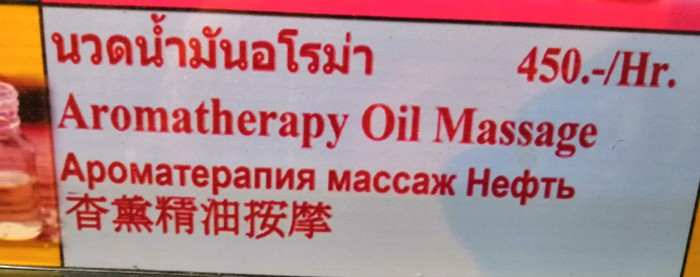 นวดน้ำมันอโรม่า 450.-/Hr.
Aromatherapy Oil Massage
Ароматерапия массаж Нефть
香薰精油按摩